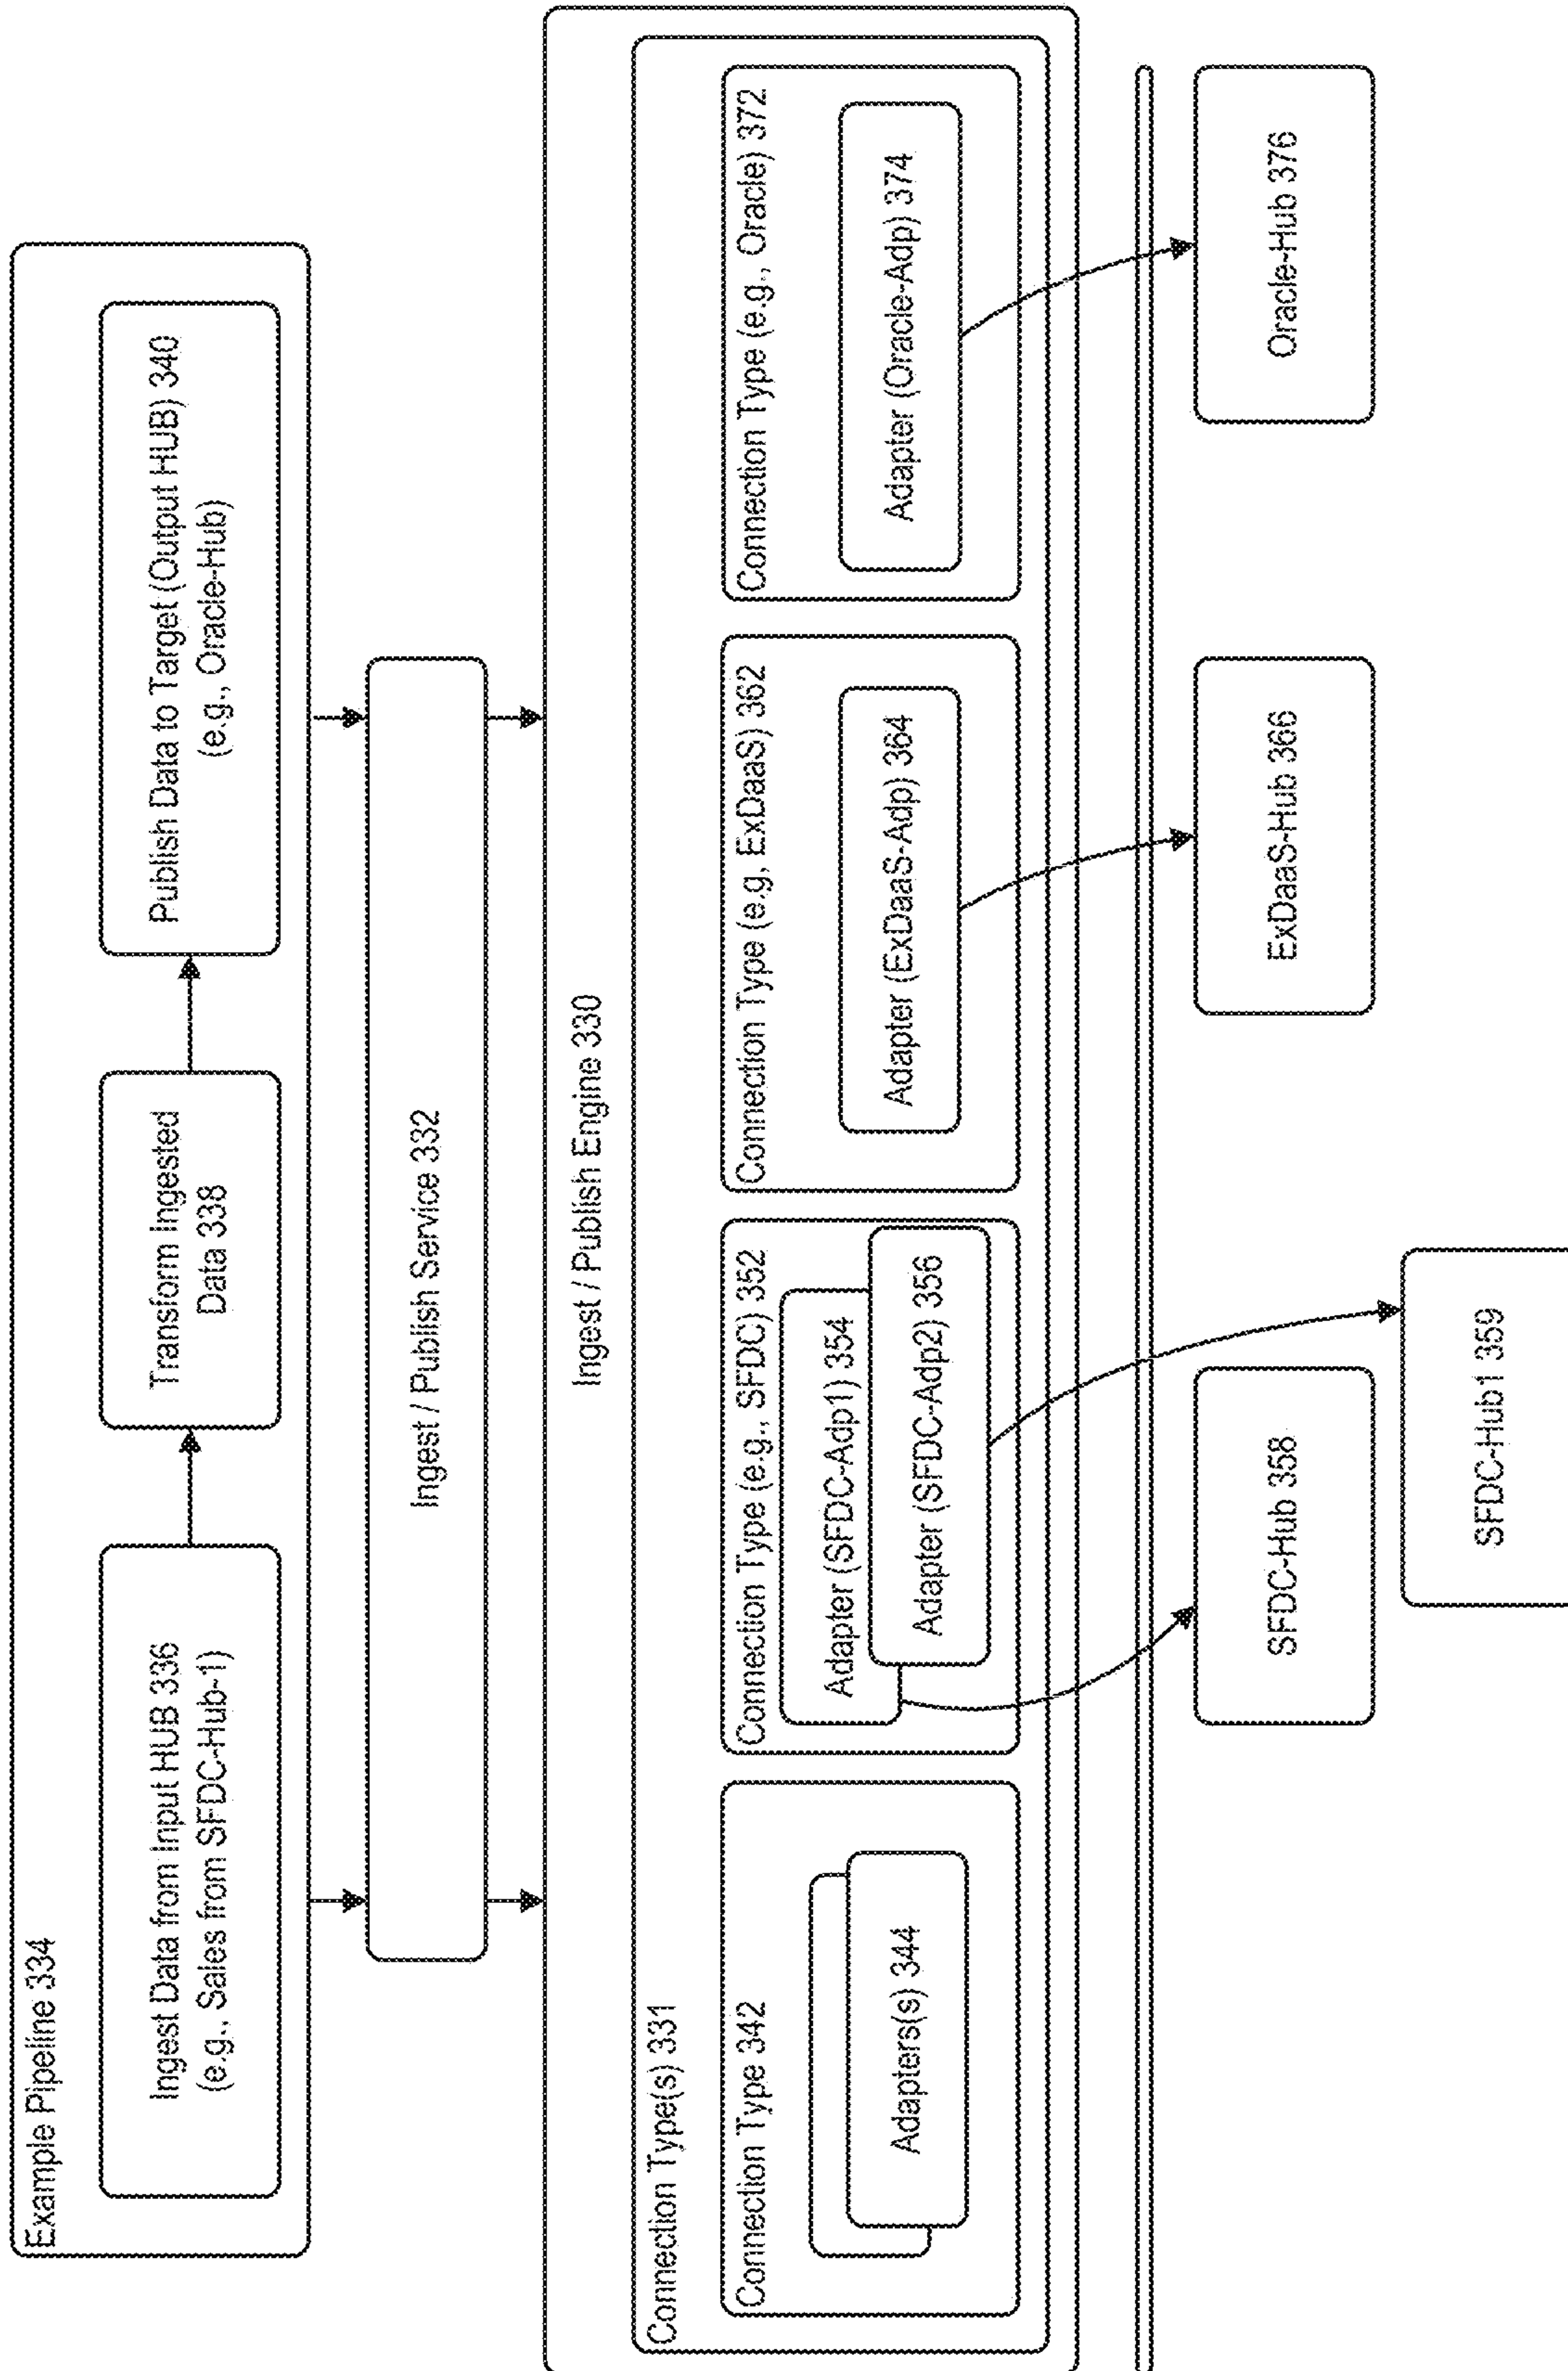 Example Pipeline 334
Ingest Data from Input HUB 336
(e.g., Sales from SFDC-Hub-1)
Transform Ingested
Data 338
Publish Data to Target (Output HUB) 340
(e.g., Oracle-Hub)
Ingest / Publish Service 332
Ingest / Publish Engine 330
Connection Type(s) 331
Connection Type 342
Adapters(s) 344
Connection Type (e.g., SFDC) 352
Adapter (SFDC-Adp1) 354
Adapter (SFDC-Adp2) 356
Connection Type (e.g, ExDaaS) 362
Adapter (ExDaaS-Adp) 364
Connection Type (e.g., Oracle) 372
Adapter (Oracle-Adp) 374
SFDC-Hub 358
SFDC-Hub1 359
ExDaaS-Hub 366
Oracle-Hub 376